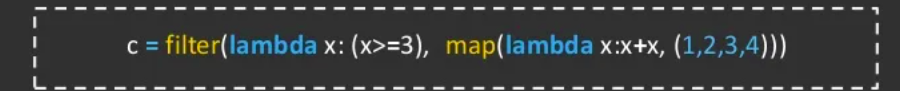 c = filter(lambda x: (x>=3), map(lambda x:x+x, (1,2,3,4)))